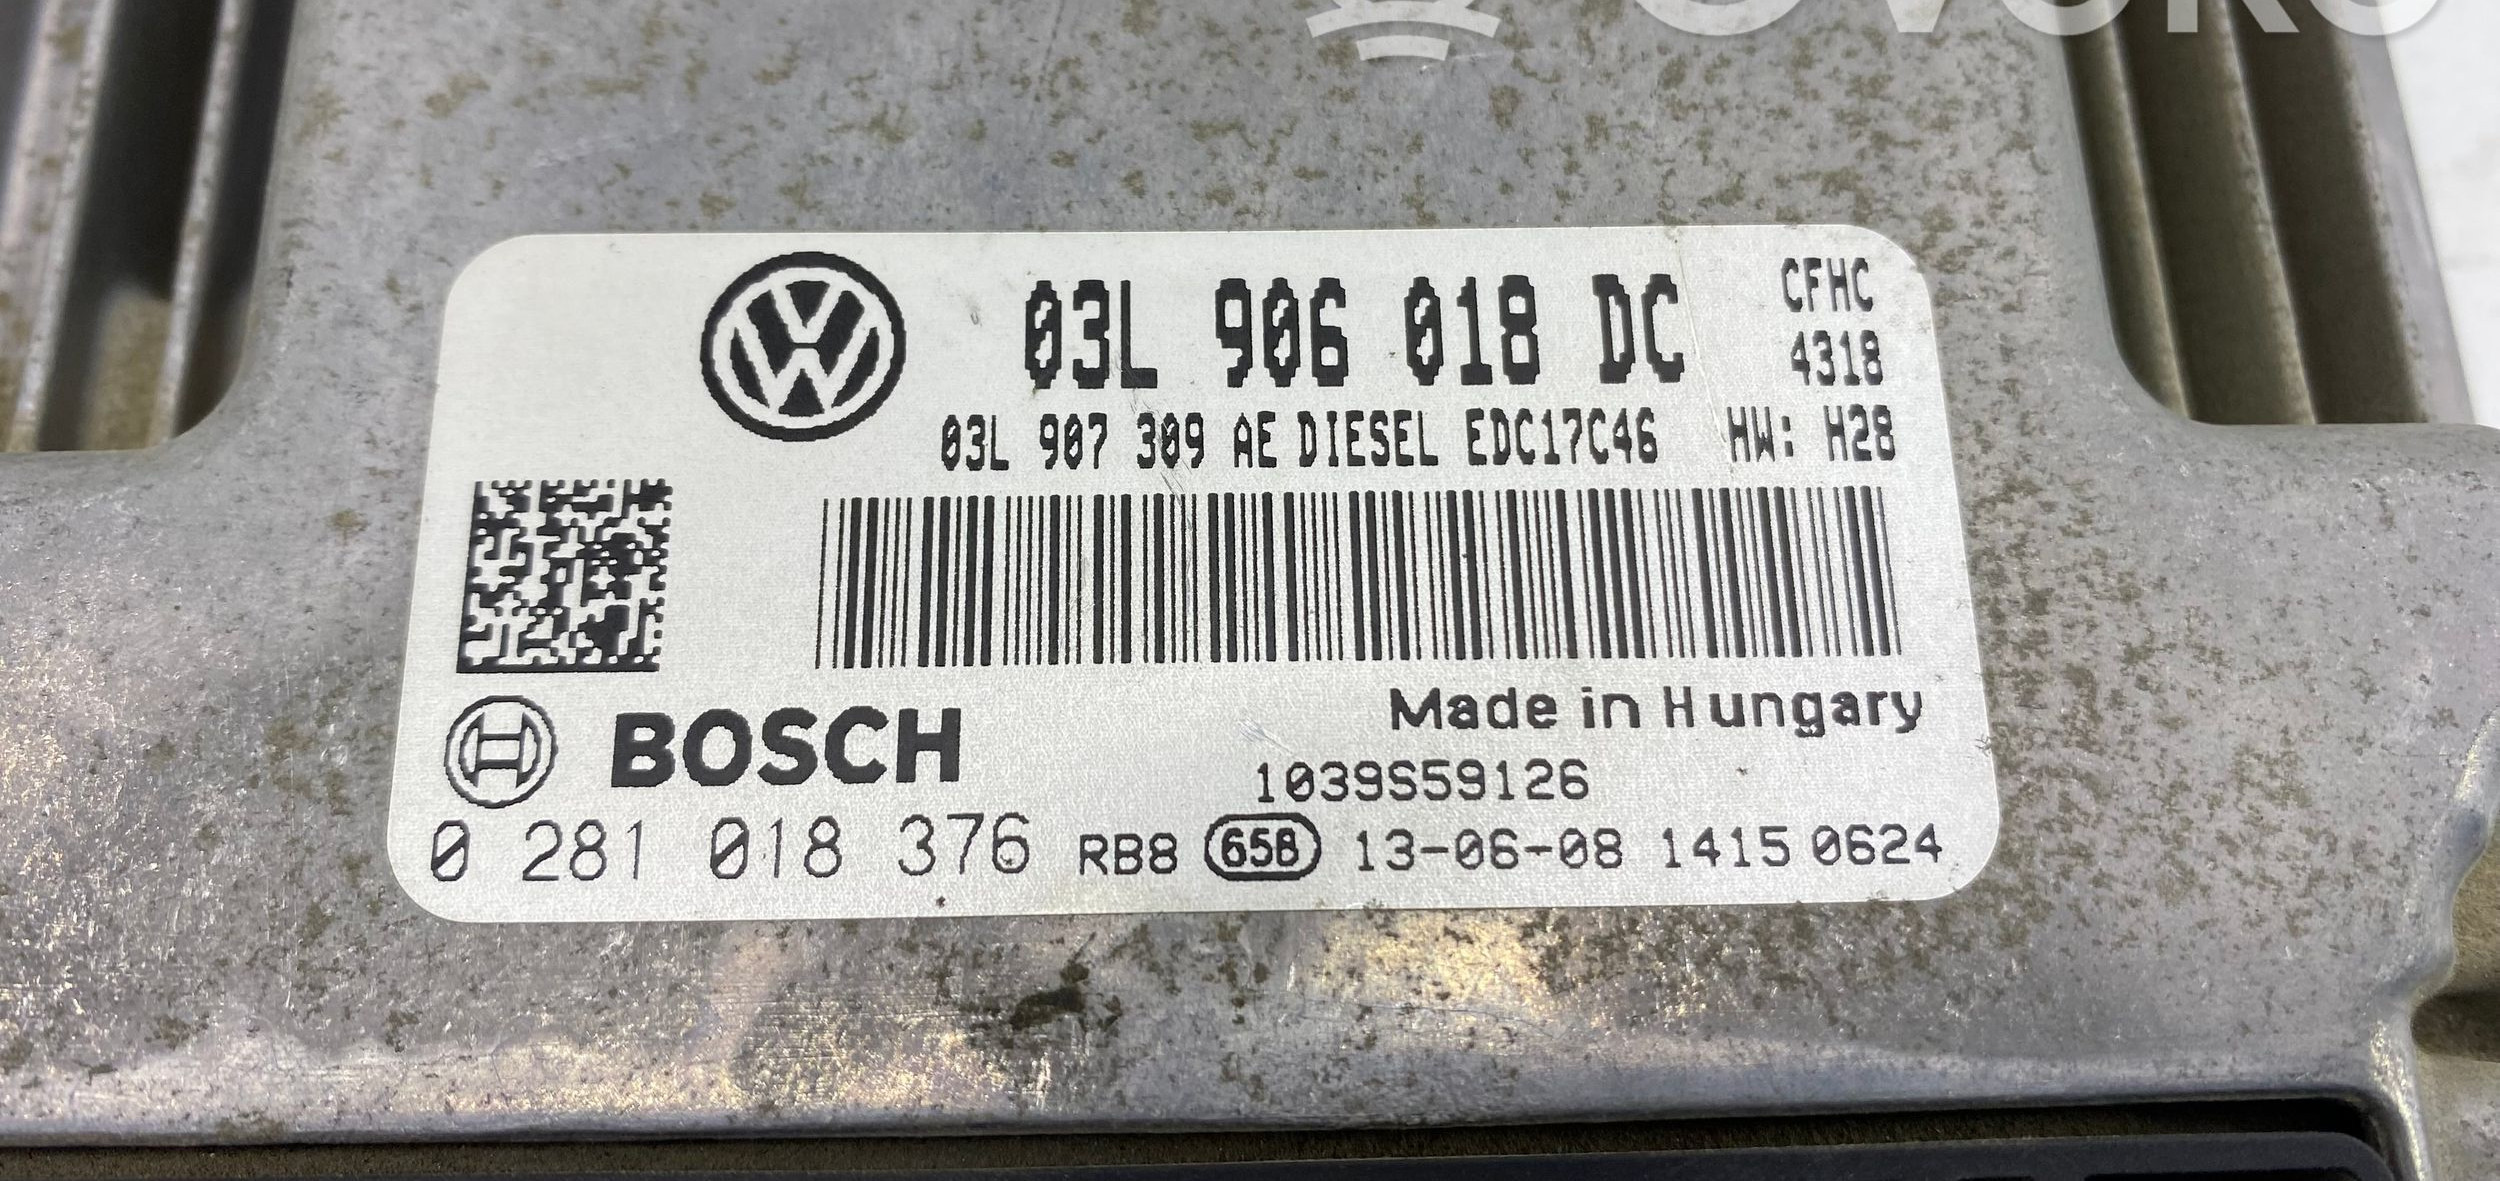 03L 906 018 DC CFHC
4318
03L 907 309 AE DIESEL EDC17C46 HW: H28
Made in Hungary
BOSCH
1039S59126
0 281 018 376 RB8 658 13-06-08 1415 0624